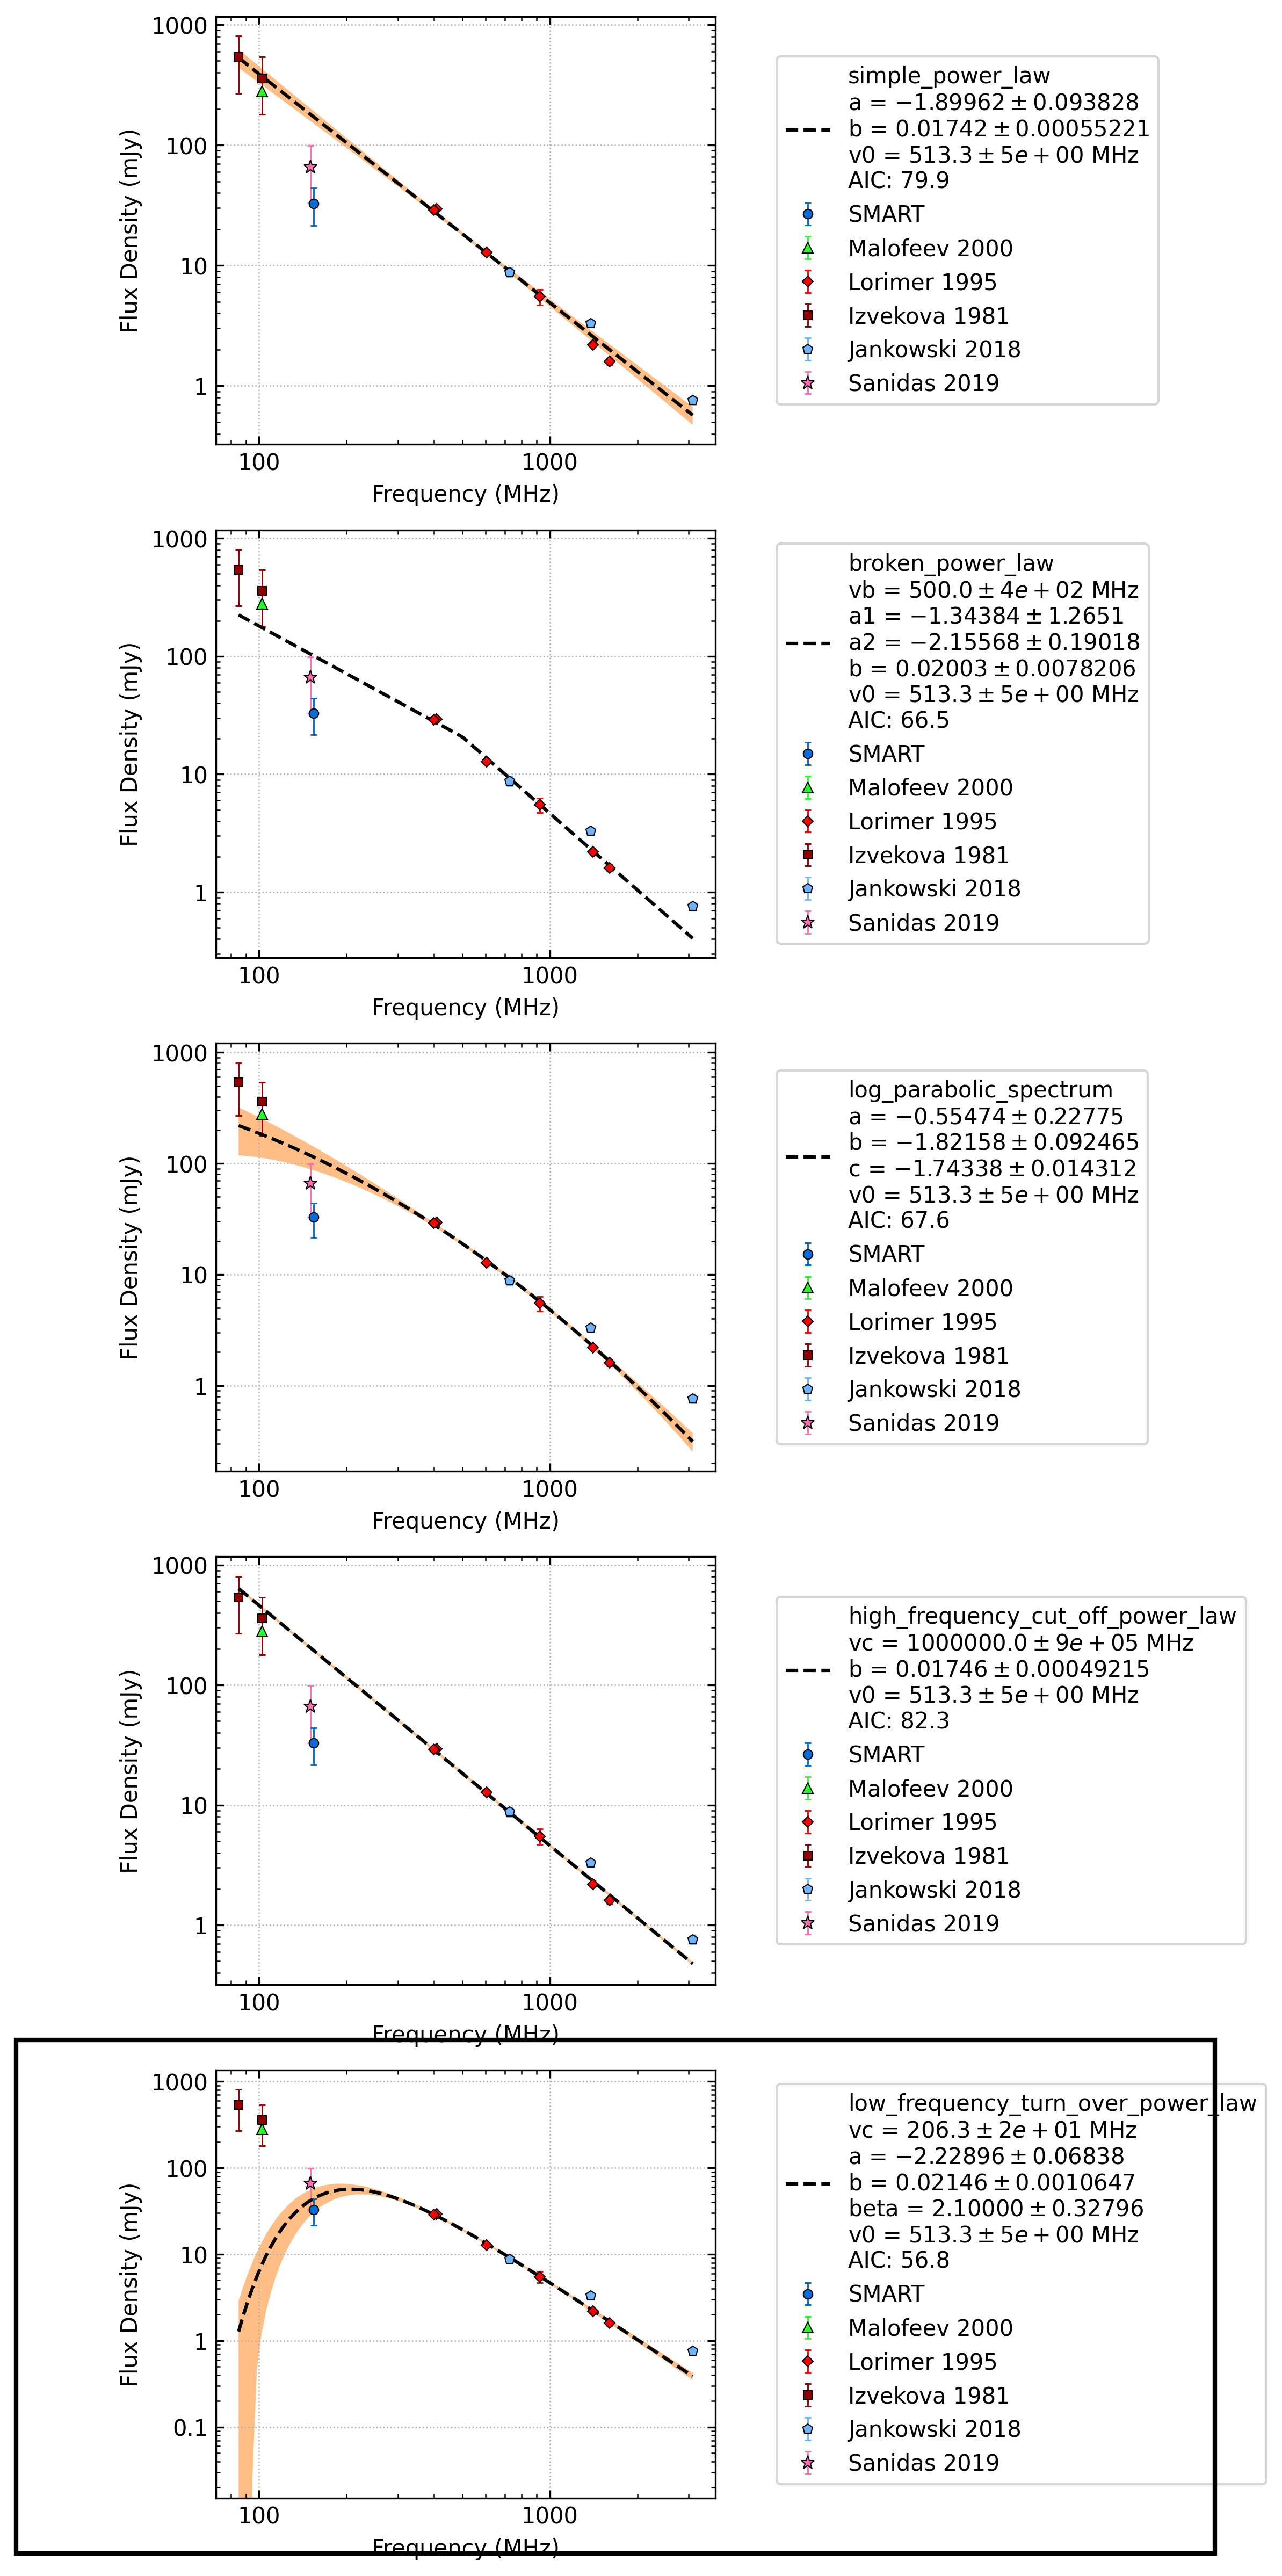 1000
100
10
1
Flux Density (mJy)
100
1000
Frequency (MHz)
simple_power_law
a = −1.89962 ± 0.093828
b = 0.01742 ± 0.00055221
v0 = 513.3 ± 5e + 00 MHz
AIC: 79.9
SMART
Malofeev 2000
Lorimer 1995
Izvekova 1981
Jankowski 2018
Sanidas 2019
1000
100
10
1
Flux Density (mJy)
100
1000
Frequency (MHz)
broken_power_law
vb = 500.0 ± 4e + 02 MHz
a1 = −1.34384 ± 1.2651
a2 = −2.15568 ± 0.19018
b = 0.02003 ± 0.0078206
v0 = 513.3 ± 5e + 00 MHz
AIC: 66.5
SMART
Malofeev 2000
Lorimer 1995
Izvekova 1981
Jankowski 2018
Sanidas 2019
1000
100
10
1
Flux Density (mJy)
100
1000
Frequency (MHz)
log_parabolic_spectrum
a = −0.55474 ± 0.22775
b = −1.82158 ± 0.092465
c = −1.74338 ± 0.014312
v0 = 513.3 ± 5e + 00 MHz
AIC: 67.6
SMART
Malofeev 2000
Lorimer 1995
Izvekova 1981
Jankowski 2018
Sanidas 2019
1000
100
10
1
Flux Density (mJy)
100
1000
Frequency (MHz)
high_frequency_cut_off_power_law
vc = 1000000.0 ± 9e + 05 MHz
b = 0.01746 ± 0.00049215
v0 = 513.3 ± 5e + 00 MHz
AIC: 82.3
SMART
Malofeev 2000
Lorimer 1995
Izvekova 1981
Jankowski 2018
Sanidas 2019
1000
100
10
1
0.1
Flux Density (mJy)
100
1000
Frequency (MHz)
low_frequency_turn_over_power_law
vc = 206.3 ± 2e + 01 MHz
a = −2.22896 ± 0.06838
b = 0.02146 ± 0.0010647
beta = 2.10000 ± 0.32796
v0 = 513.3 ± 5e + 00 MHz
AIC: 56.8
SMART
Malofeev 2000
Lorimer 1995
Izvekova 1981
Jankowski 2018
Sanidas 2019